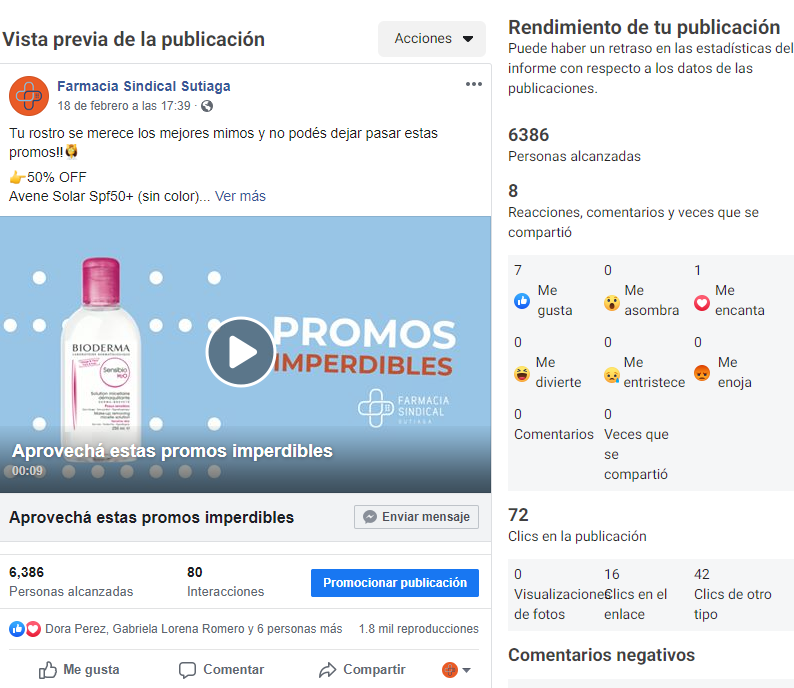 Vista previa de la publicación
Acciones
Farmacia Sindical Sutiaga
18 de febrero a las 17:39 ·
Tu rostro se merece los mejores mimos y no podés dejar pasar estas
promos!!
50% OFF
Avene Solar Spf50+ (sin color)... Ver más
BIODERMA
Sensibio
H2O
Solution micellaire
démaquillante
PROMOS
IMPERDIBLES
FARMACIA
SINDICAL
SUTIAGA
Aprovechá estas promos imperdibles
00:09
Aprovechá estas promos imperdibles
Enviar mensaje
6,386
Personas alcanzadas
80
Interacciones
Promocionar publicación
Dora Perez, Gabriela Lorena Romero y 6 personas más
1.8 mil reproducciones
Me gusta
Comentar
Compartir
Rendimiento de tu publicación
Puede haber un retraso en las estadísticas del
informe con respecto a los datos de las
publicaciones.
6386
Personas alcanzadas
8
Reacciones, comentarios y veces que se
compartió
7
Me
gusta
0
Me
asombra
1
Me
encanta
0
Me
divierte
0
Me
entristece
0
Me
enoja
0
Comentarios
0
Veces que
se
compartió
72
Clics en la publicación
0
Visualizaciones
de fotos
16
Clics en el
enlace
42
Clics de otro
tipo
Comentarios negativos